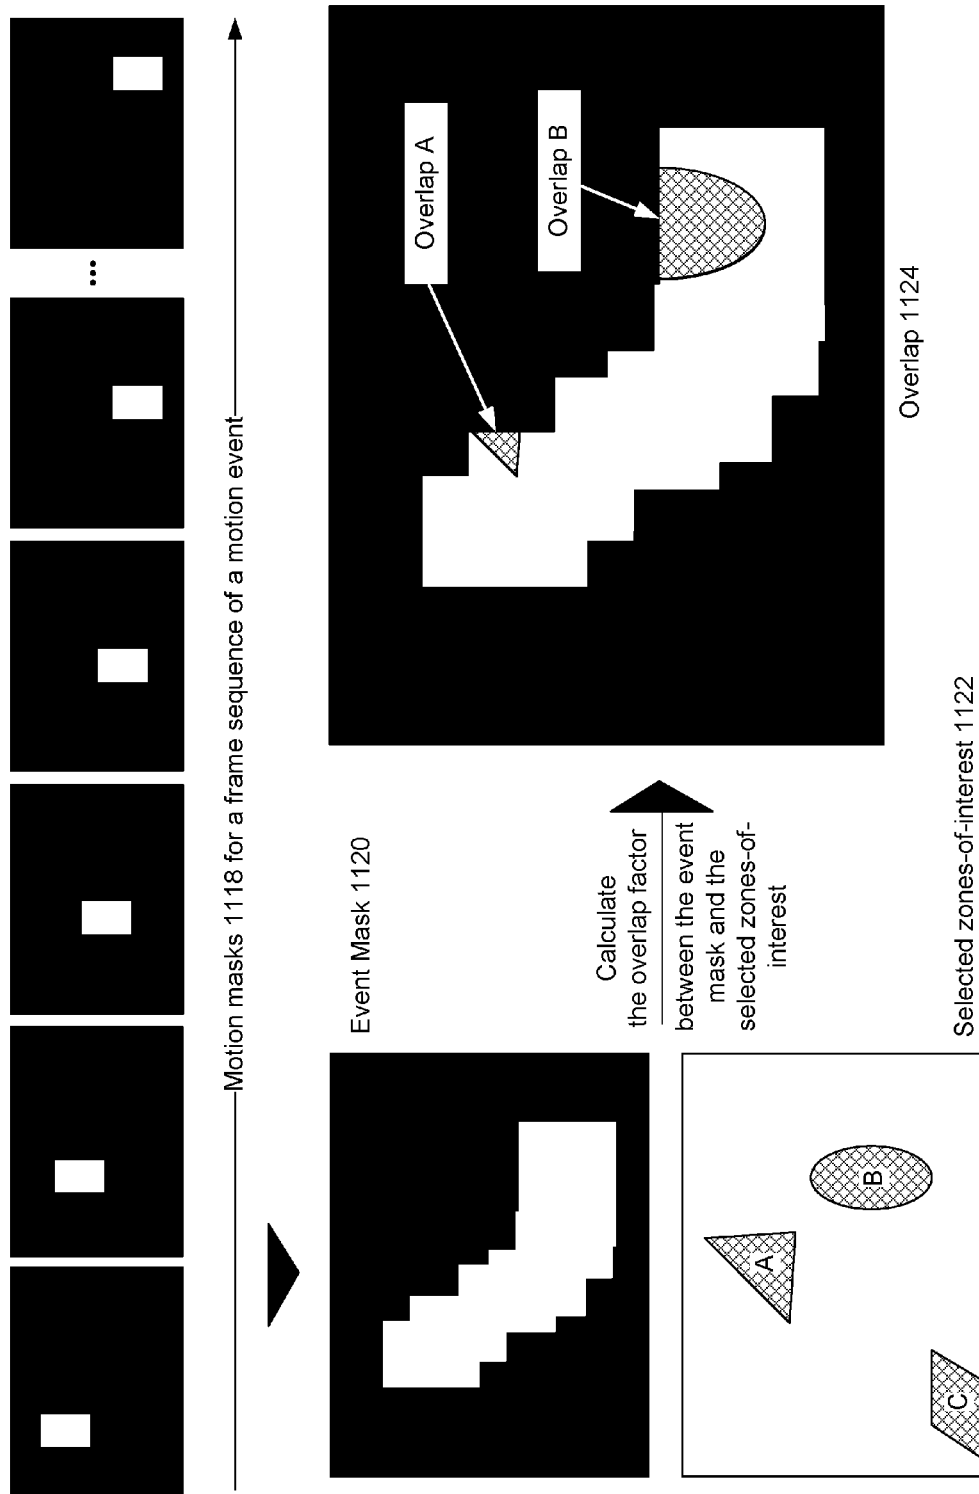 Motion masks 1118 for a frame sequence of a motion event
Event Mask 1120
Calculate
the overlap factor
between the event
mask and the
selected zones-of-
interest
Overlap A
Overlap B
Overlap 1124
A
B
C
Selected zones-of-interest 1122